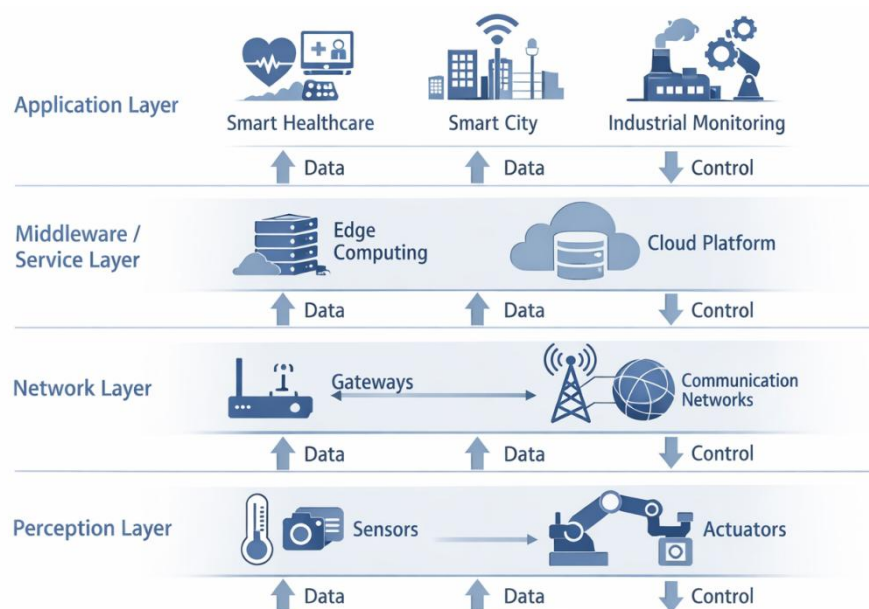 Application Layer
Smart Healthcare
Smart City
Industrial Monitoring
Data
Data
Control
Middleware /
Service Layer
Edge
Computing
Cloud Platform
Data
Data
Control
Network Layer
Gateways
Communication
Networks
Data
Data
Control
Perception Layer
Sensors
Actuators
Data
Data
Control